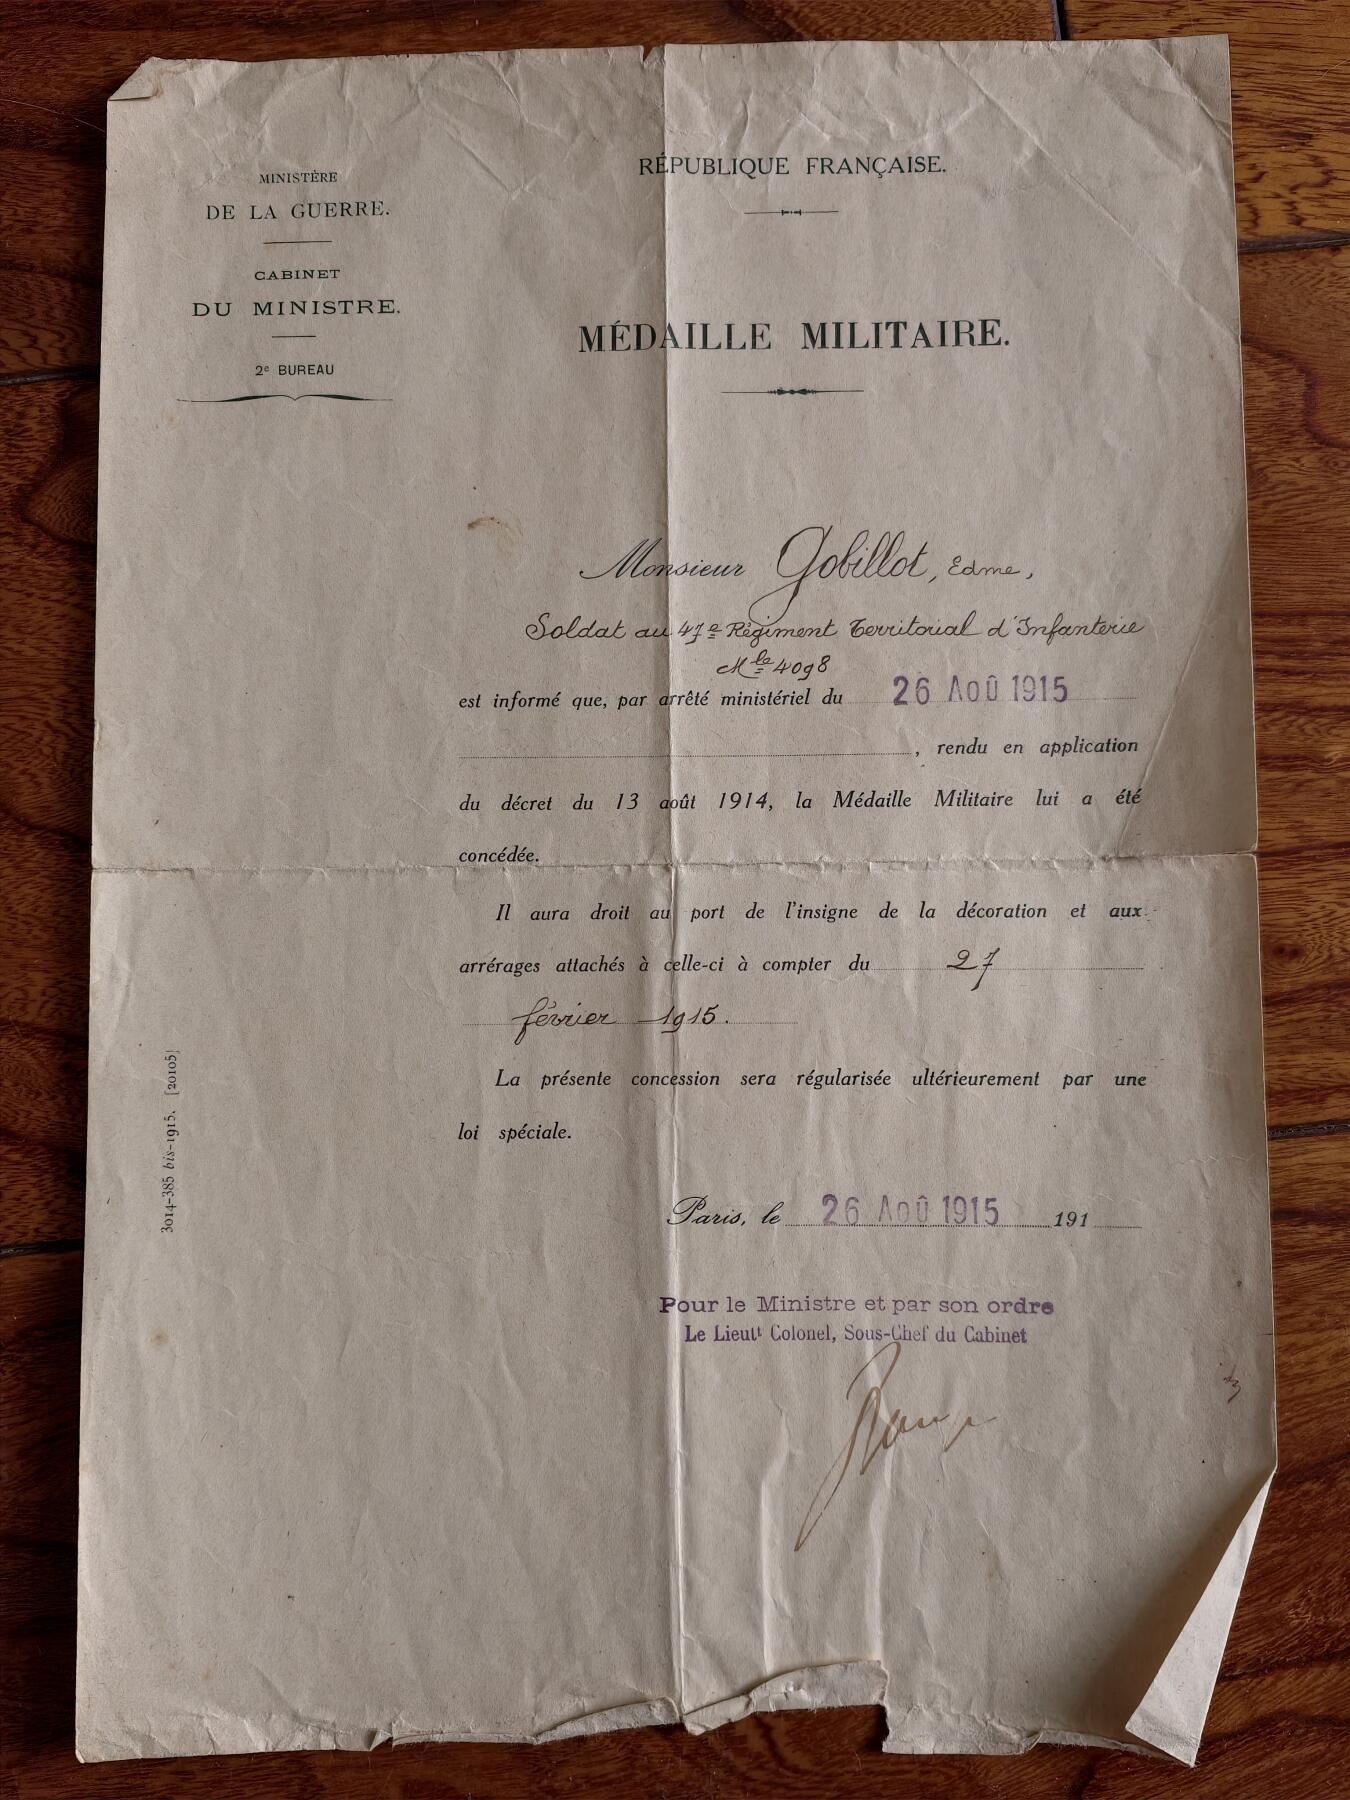 MINISTÈRE
DE LA GUERRE.
CABINET
DU MINISTRE.
2e BUREAU
RÉPUBLIQUE FRANÇAISE.
MÉDAILLE MILITAIRE.
Monsieur Gobillot, Edme,
Soldat au 47e Régiment Territorial d'Infanterie
Mle 4098
est informé que, par arrêté ministériel du 26 Aoû 1915
, rendu en application
du décret du 13 août 1914, la Médaille Militaire lui a été
concédée.
Il aura droit au port de l'insigne de la décoration et aux
arrérages attachés à celle-ci à compter du 27
février 1915.
La présente concession sera régularisée ultérieurement par une
loi spéciale.
Paris, le 26 Aoû 1915 191
Pour le Ministre et par son ordre
Le Lieutt Colonel, Sous-Chef du Cabinet
3014-385 bis-1915. [20105]